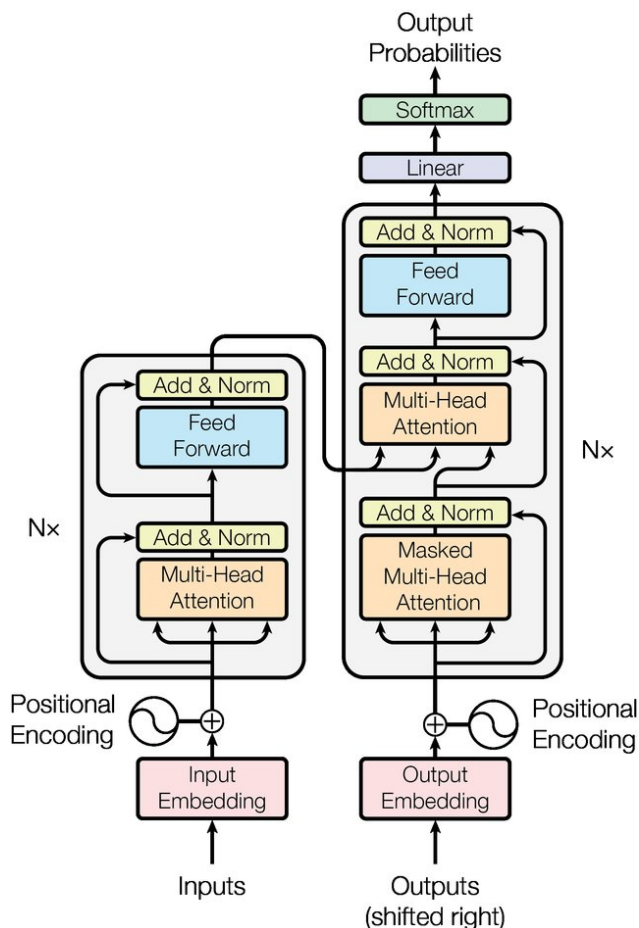 Output
Probabilities
Softmax
Linear
Add & Norm
Feed
Forward
Add & Norm
Multi-Head
Attention
Add & Norm
Masked
Multi-Head
Attention
Nx
Add & Norm
Feed
Forward
Add & Norm
Multi-Head
Attention
N×
Positional
Encoding
Positional
Encoding
Input
Embedding
Output
Embedding
Inputs
Outputs
(shifted right)